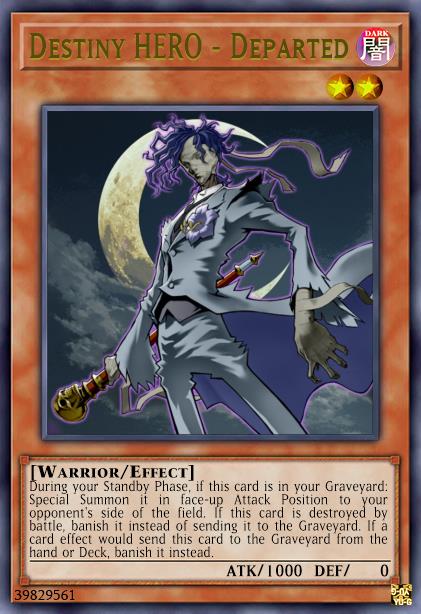 Destiny HERO - Departed
DARK
闇
[Warrior/Effect]
During your Standby Phase, if this card is in your Graveyard:
Special Summon it in face-up Attack Position to your
opponent's side of the field. If this card is destroyed by
battle, banish it instead of sending it to the Graveyard. If a
card effect would send this card to the Graveyard from the
hand or Deck, banish it instead.
ATK/1000 DEF/ 0
39829561